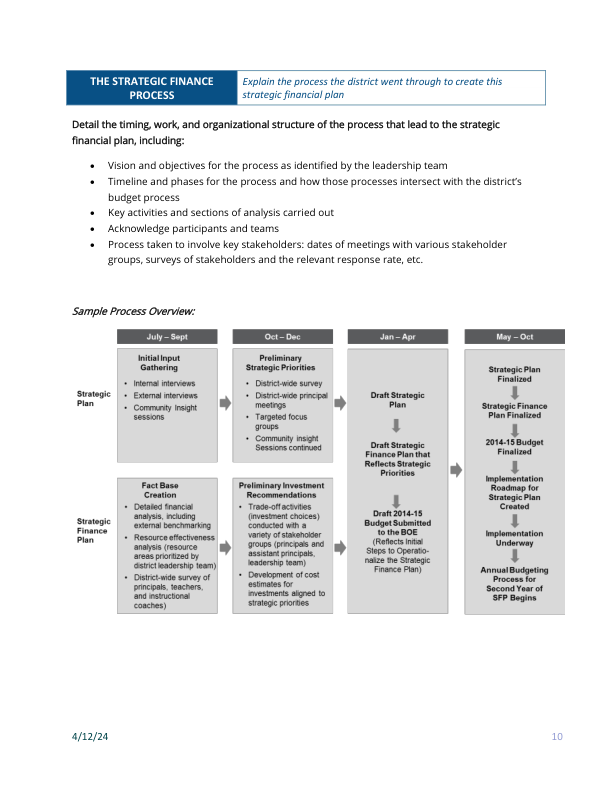 THE STRATEGIC FINANCE
PROCESS
Explain the process the district went through to create this
strategic financial plan
Detail the timing, work, and organizational structure of the process that lead to the strategic
financial plan, including:
• Vision and objectives for the process as identified by the leadership team
• Timeline and phases for the process and how those processes intersect with the district's
budget process
• Key activities and sections of analysis carried out
• Acknowledge participants and teams
• Process taken to involve key stakeholders: dates of meetings with various stakeholder
groups, surveys of stakeholders and the relevant response rate, etc.
Sample Process Overview:
July – Sept
Oct – Dec
Jan – Apr
May – Oct
Strategic
Plan
Initial Input
Gathering
• Internal interviews
• External interviews
• Community Insight
sessions
Preliminary
Strategic Priorities
• District-wide survey
• District-wide principal
meetings
• Targeted focus
groups
• Community insight
Sessions continued
Strategic
Finance
Plan
Fact Base
Creation
• Detailed financial
analysis, including
external benchmarking
• Resource effectiveness
analysis (resource
areas prioritized by
district leadership team)
• District-wide survey of
principals, teachers,
and instructional
coaches)
Preliminary Investment
Recommendations
• Trade-off activities
(investment choices)
conducted with a
variety of stakeholder
groups (principals and
assistant principals,
leadership team)
• Development of cost
estimates for
investments aligned to
strategic priorities
Draft Strategic
Plan
Draft Strategic
Finance Plan that
Reflects Strategic
Priorities
Draft 2014-15
Budget Submitted
to the BOE
(Reflects Initial
Steps to Operatio-
nalize the Strategic
Finance Plan)
Strategic Plan
Finalized
Strategic Finance
Plan Finalized
2014-15 Budget
Finalized
Implementation
Roadmap for
Strategic Plan
Created
Implementation
Underway
Annual Budgeting
Process for
Second Year of
SFP Begins
4/12/24
10